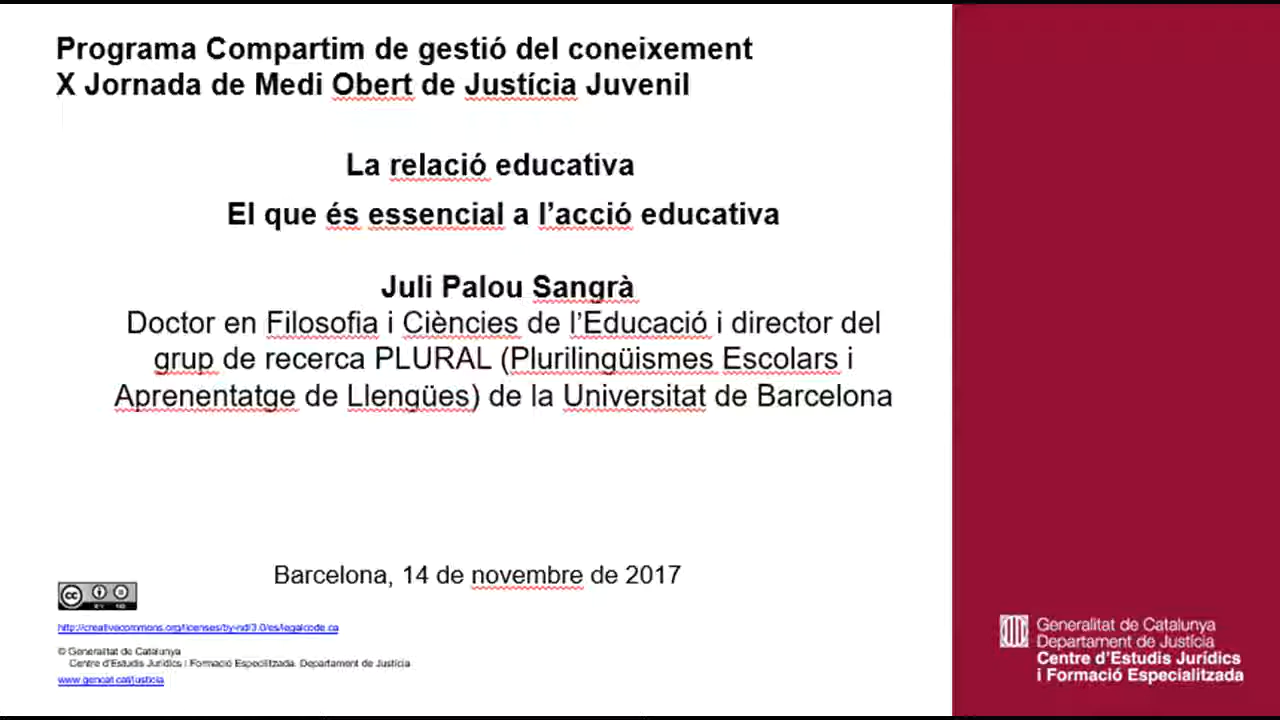 Programa Compartim de gestió del coneixement
X Jornada de Medi Obert de Justícia Juvenil
La relació educativa
El que és essencial a l’acció educativa
Juli Palou Sangrà
Doctor en Filosofia i Ciències de l’Educació i director del
grup de recerca PLURAL (Plurilingüismes Escolars i
Aprenentatge de Llengües) de la Universitat de Barcelona
Barcelona, 14 de novembre de 2017
cc
BY ND
http://creativecommons.org/licenses/by-nd/3.0/es/legalcode.ca
© Generalitat de Catalunya
Centre d'Estudis Jurídics i Formació Especialitzada. Departament de Justícia
www.gencat.cat/justicia
Generalitat de Catalunya
Departament de Justícia
Centre d'Estudis Jurídics
i Formació Especialitzada